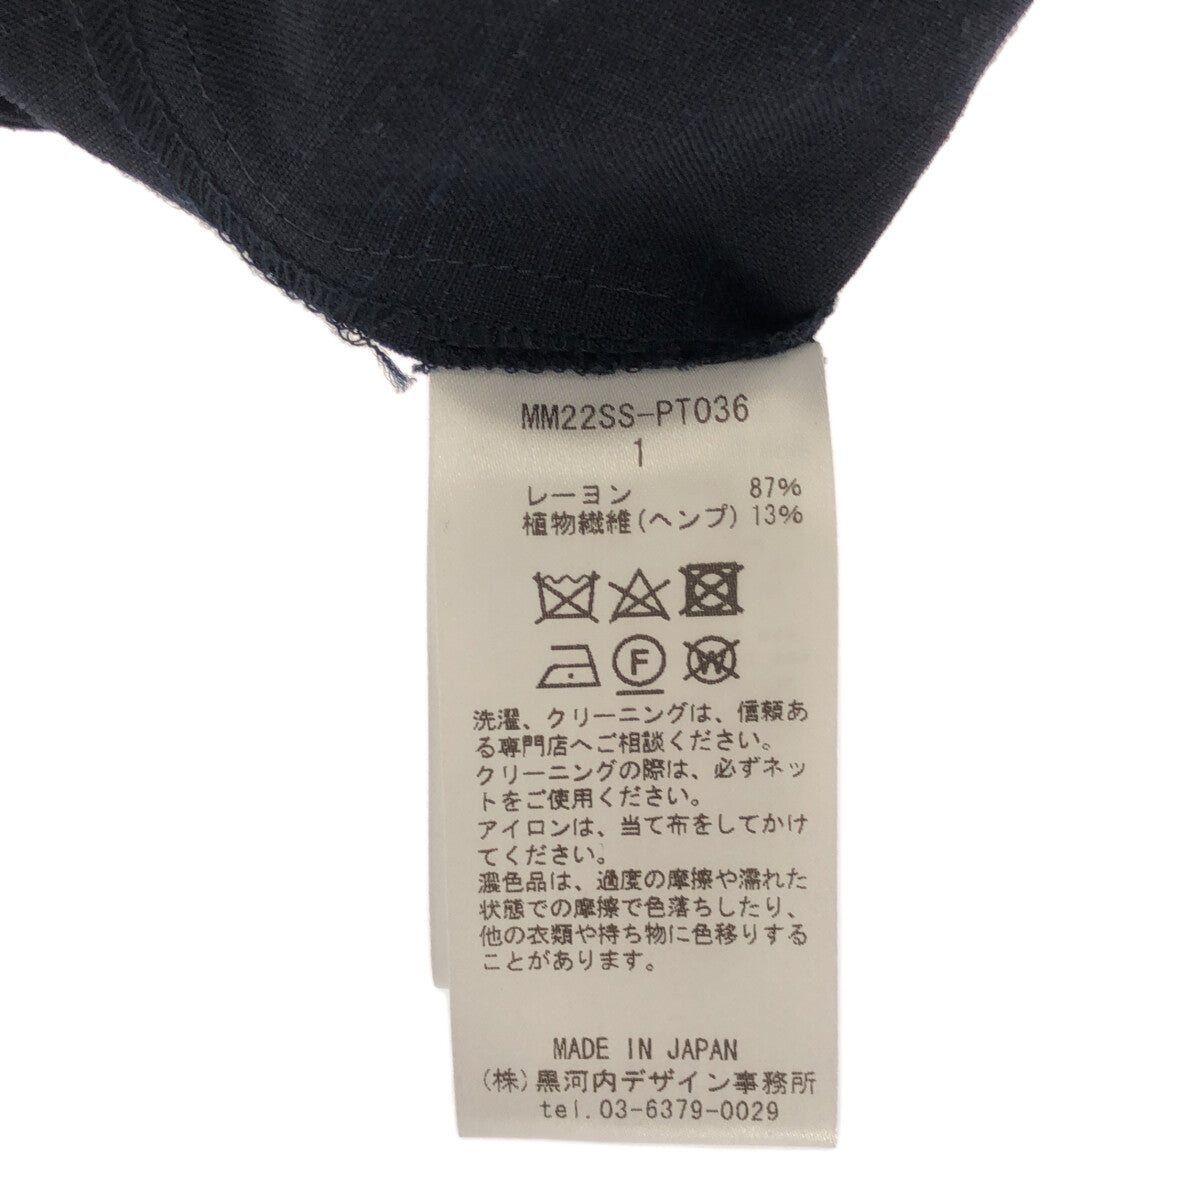 MM22SS-PT036
1
レーヨン 87%
植物繊維(ヘンプ) 13%
F
W
洗濯、クリーニングは、信頼あ
る専門店へご相談ください。
クリーニングの際は、必ずネッ
トをご使用ください。
アイロンは、当て布をしてかけ
てください。
濃色品は、過度の摩擦や濡れた
状態での摩擦で色落ちしたり、
他の衣類や持ち物に色移りする
ことがあります。
MADE IN JAPAN
(株)黒河内デザイン事務所
tel.03-6379-0029